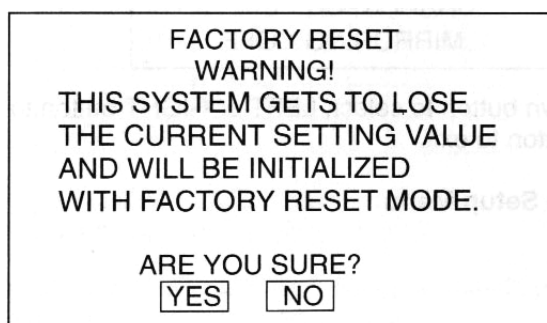 FACTORY RESET
WARNING!
THIS SYSTEM GETS TO LOSE
THE CURRENT SETTING VALUE
AND WILL BE INITIALIZED
WITH FACTORY RESET MODE.
ARE YOU SURE?
YES NO